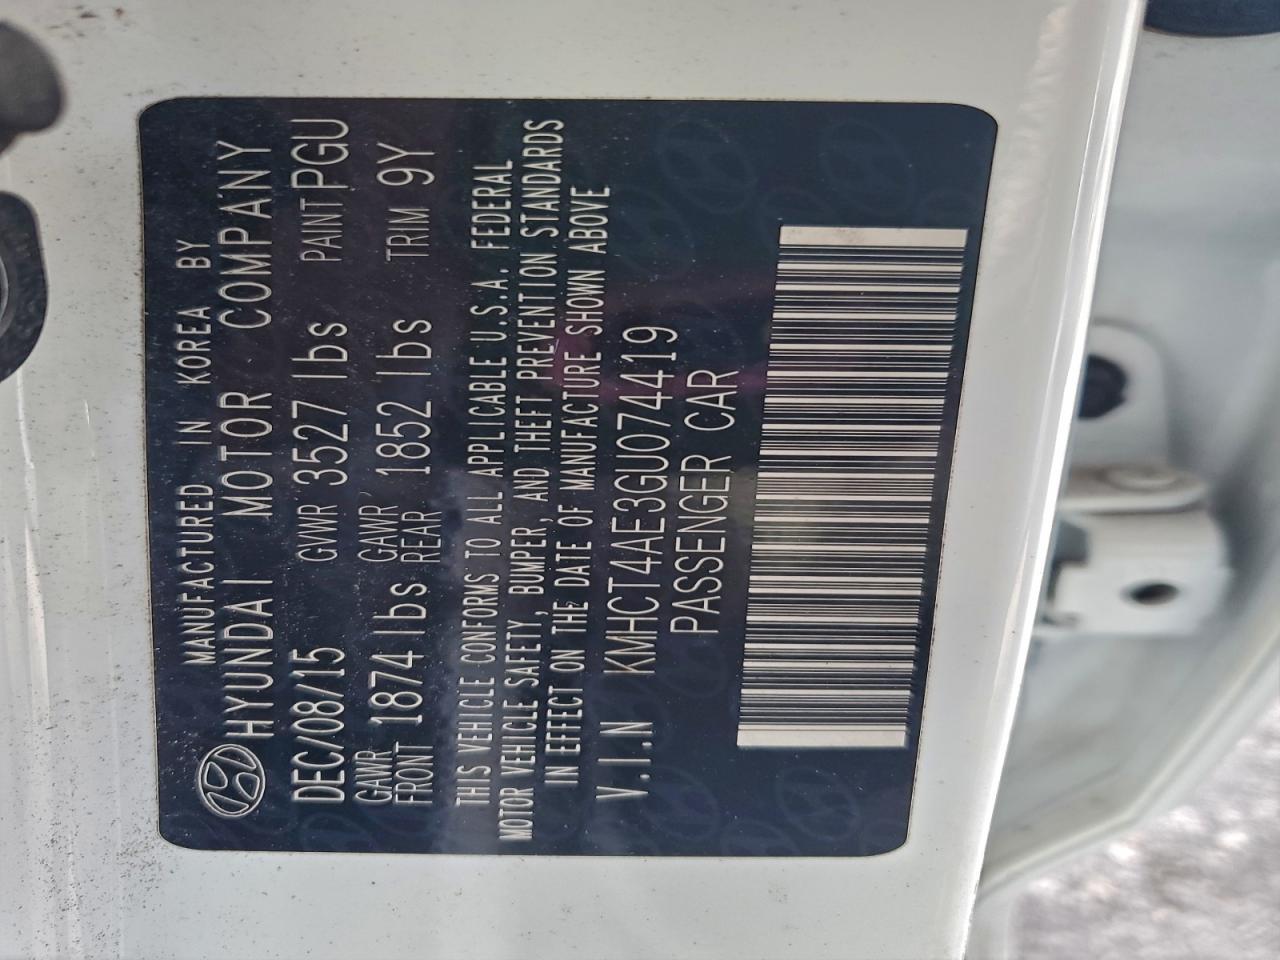 MANUFACTURED IN KOREA BY
HYUNDAI MOTOR COMPANY
DEC/08/15 GVWR 3527 lbs PAINT PGU
GAWR FRONT 1874 lbs GAWR REAR 1852 lbs TRIM 9Y
THIS VEHICLE CONFORMS TO ALL APPLICABLE U.S.A. FEDERAL
MOTOR VEHICLE SAFETY, BUMPER, AND THEFT PREVENTION STANDARDS
IN EFFECT ON THE DATE OF MANUFACTURE SHOWN ABOVE
V.I.N KMHCT4AE3GU074419
PASSENGER CAR